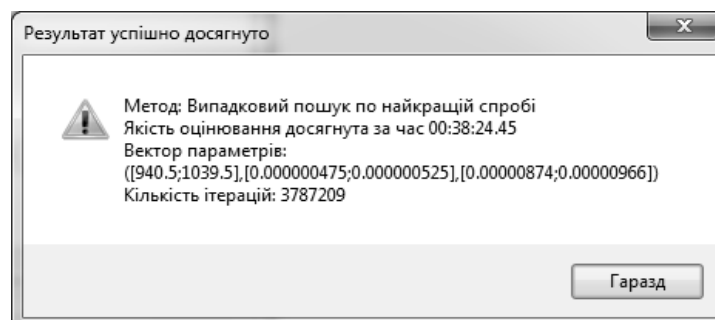 Результат успішно досягнуто
Метод: Випадковий пошук по найкращій спробі
Якість оцінювання досягнута за час 00:38:24.45
Вектор параметрів:
([940.5;1039.5],[0.000000475;0.000000525],[0.00000874;0.00000966])
Кількість ітерацій: 3787209
Гаразд